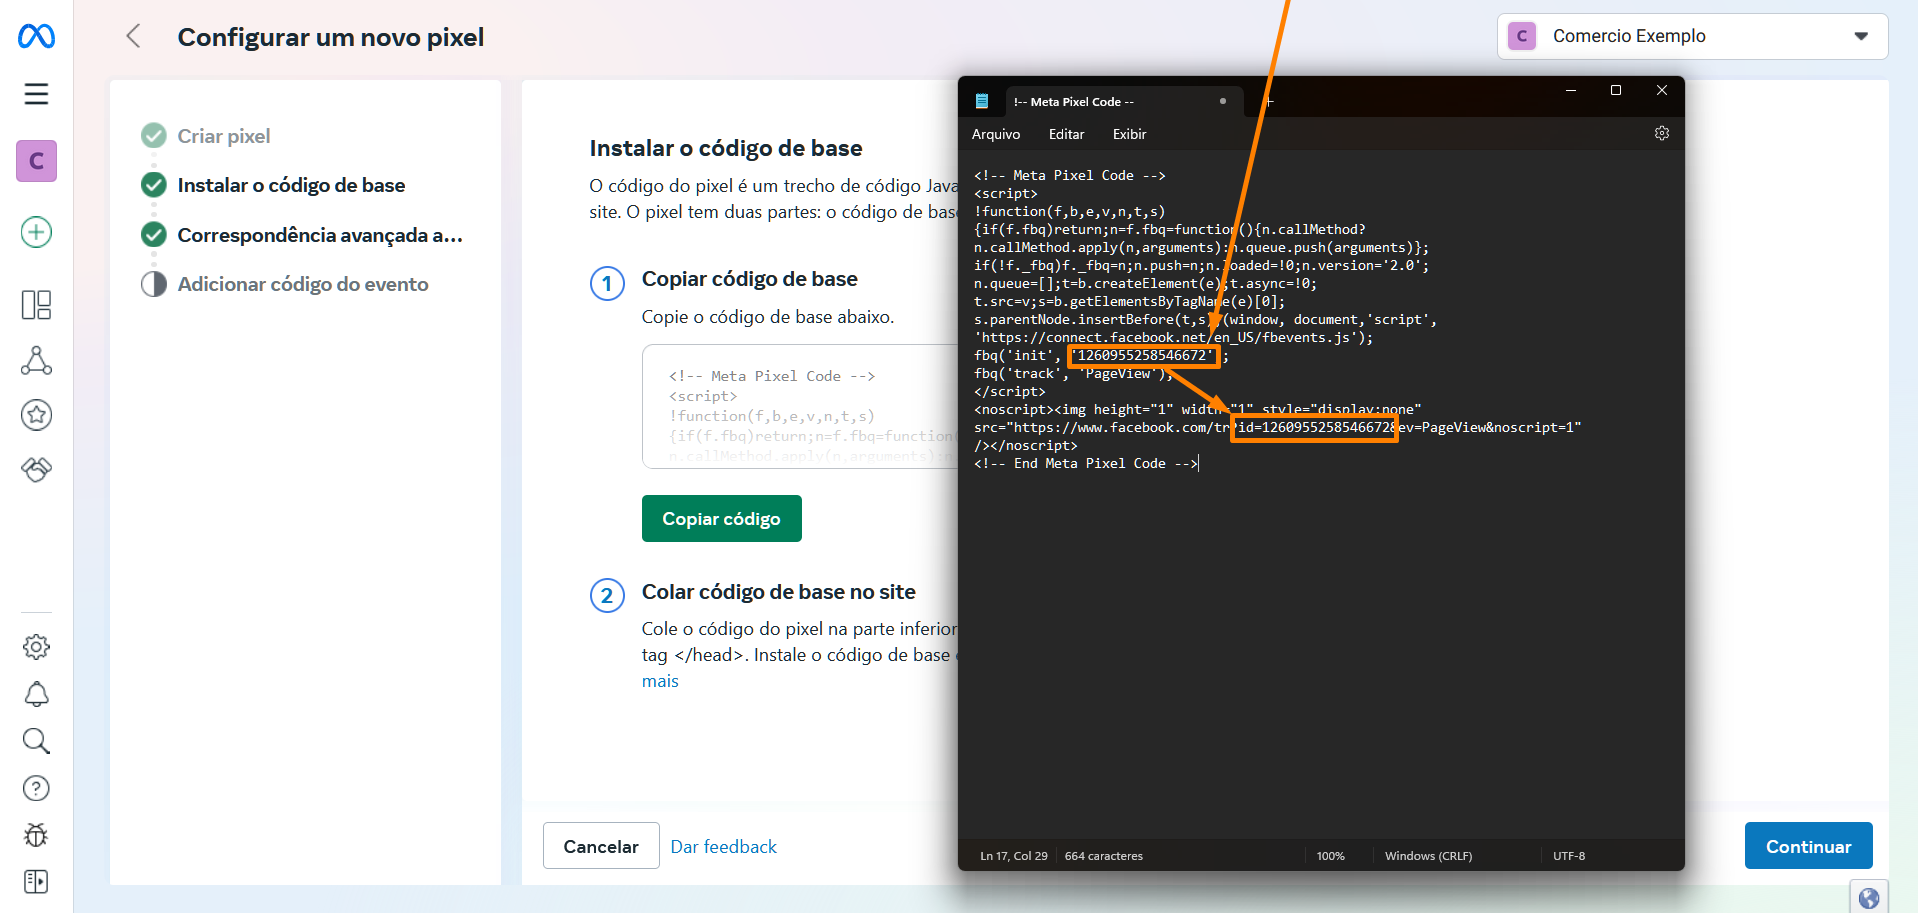 Configurar um novo pixel
C Comercio Exemplo
C
Criar pixel
Instalar o código de base
Correspondência avançada a...
Adicionar código do evento
Instalar o código de base
O código do pixel é um trecho de código Java
site. O pixel tem duas partes: o código de base
1 Copiar código de base
Copie o código de base abaixo.
<!-- Meta Pixel Code -->
<script>
!function(f,b,e,v,n,t,s)
{if(f.fbq)return;n=f.fbq=function(
n.callMethod.apply(n,arguments):n
Copiar código
2 Colar código de base no site
Cole o código do pixel na parte inferior
tag </head>. Instale o código de base
mais
Cancelar
Dar feedback
Continuar
!-- Meta Pixel Code --
Arquivo Editar Exibir
<!-- Meta Pixel Code -->
<script>
!function(f,b,e,v,n,t,s)
{if(f.fbq)return;n=f.fbq=function(){n.callMethod?
n.callMethod.apply(n,arguments):n.queue.push(arguments)};
if(!f._fbq)f._fbq=n;n.push=n;n.loaded=!0;n.version='2.0';
n.queue=[];t=b.createElement(e);t.async=!0;
t.src=v;s=b.getElementsByTagName(e)[0];
s.parentNode.insertBefore(t,s)}(window, document,'script',
'https://connect.facebook.net/en_US/fbevents.js');
fbq('init', '1260955258546672');
fbq('track', 'PageView');
</script>
<noscript><img height="1" width="1" style="display:none"
src="https://www.facebook.com/tr?id=1260955258546672&ev=PageView&noscript=1"
/></noscript>
<!-- End Meta Pixel Code -->
Ln 17, Col 29 664 caracteres 100% Windows (CRLF) UTF-8